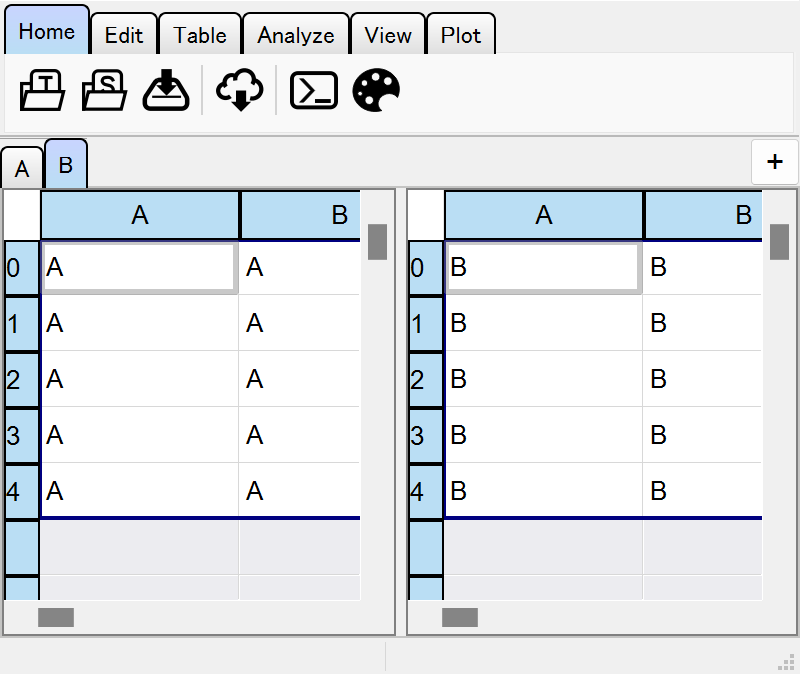 Home Edit Table Analyze View Plot
T S
A B +
A B A B
0 A A 0 B B
1 A A 1 B B
2 A A 2 B B
3 A A 3 B B
4 A A 4 B B